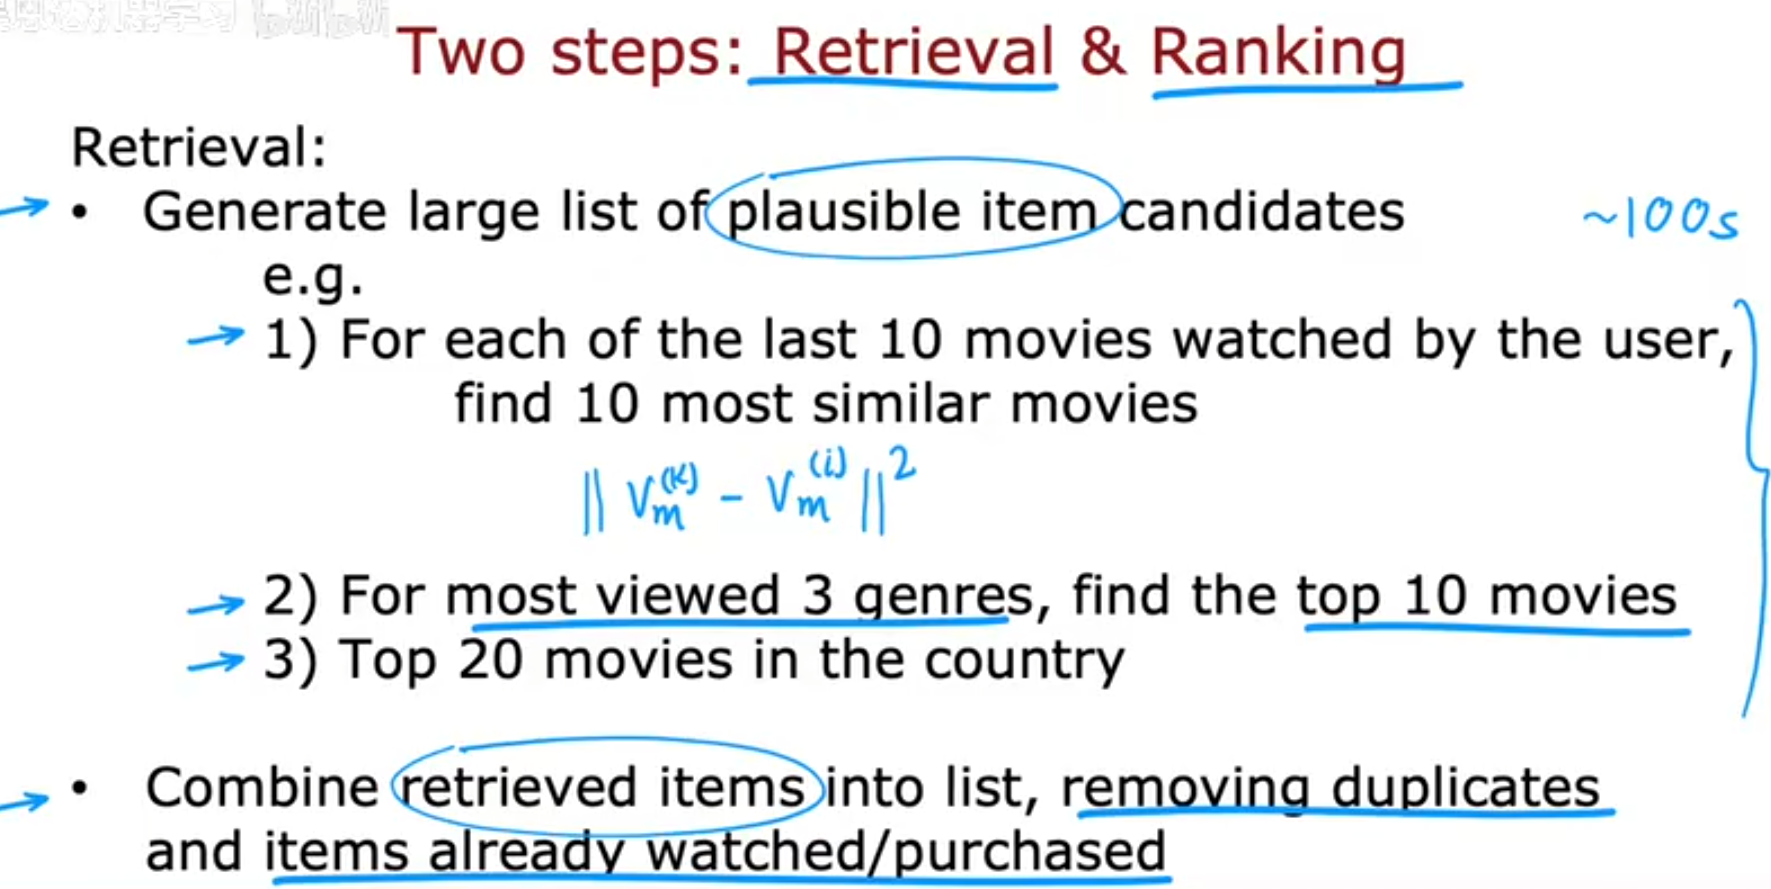 Two steps: Retrieval & Ranking
Retrieval:
• Generate large list of plausible item candidates ~100s
e.g.
1) For each of the last 10 movies watched by the user,
find 10 most similar movies
|| Vm^(k) - Vm^(i) ||^2
2) For most viewed 3 genres, find the top 10 movies
3) Top 20 movies in the country
• Combine retrieved items into list, removing duplicates
and items already watched/purchased